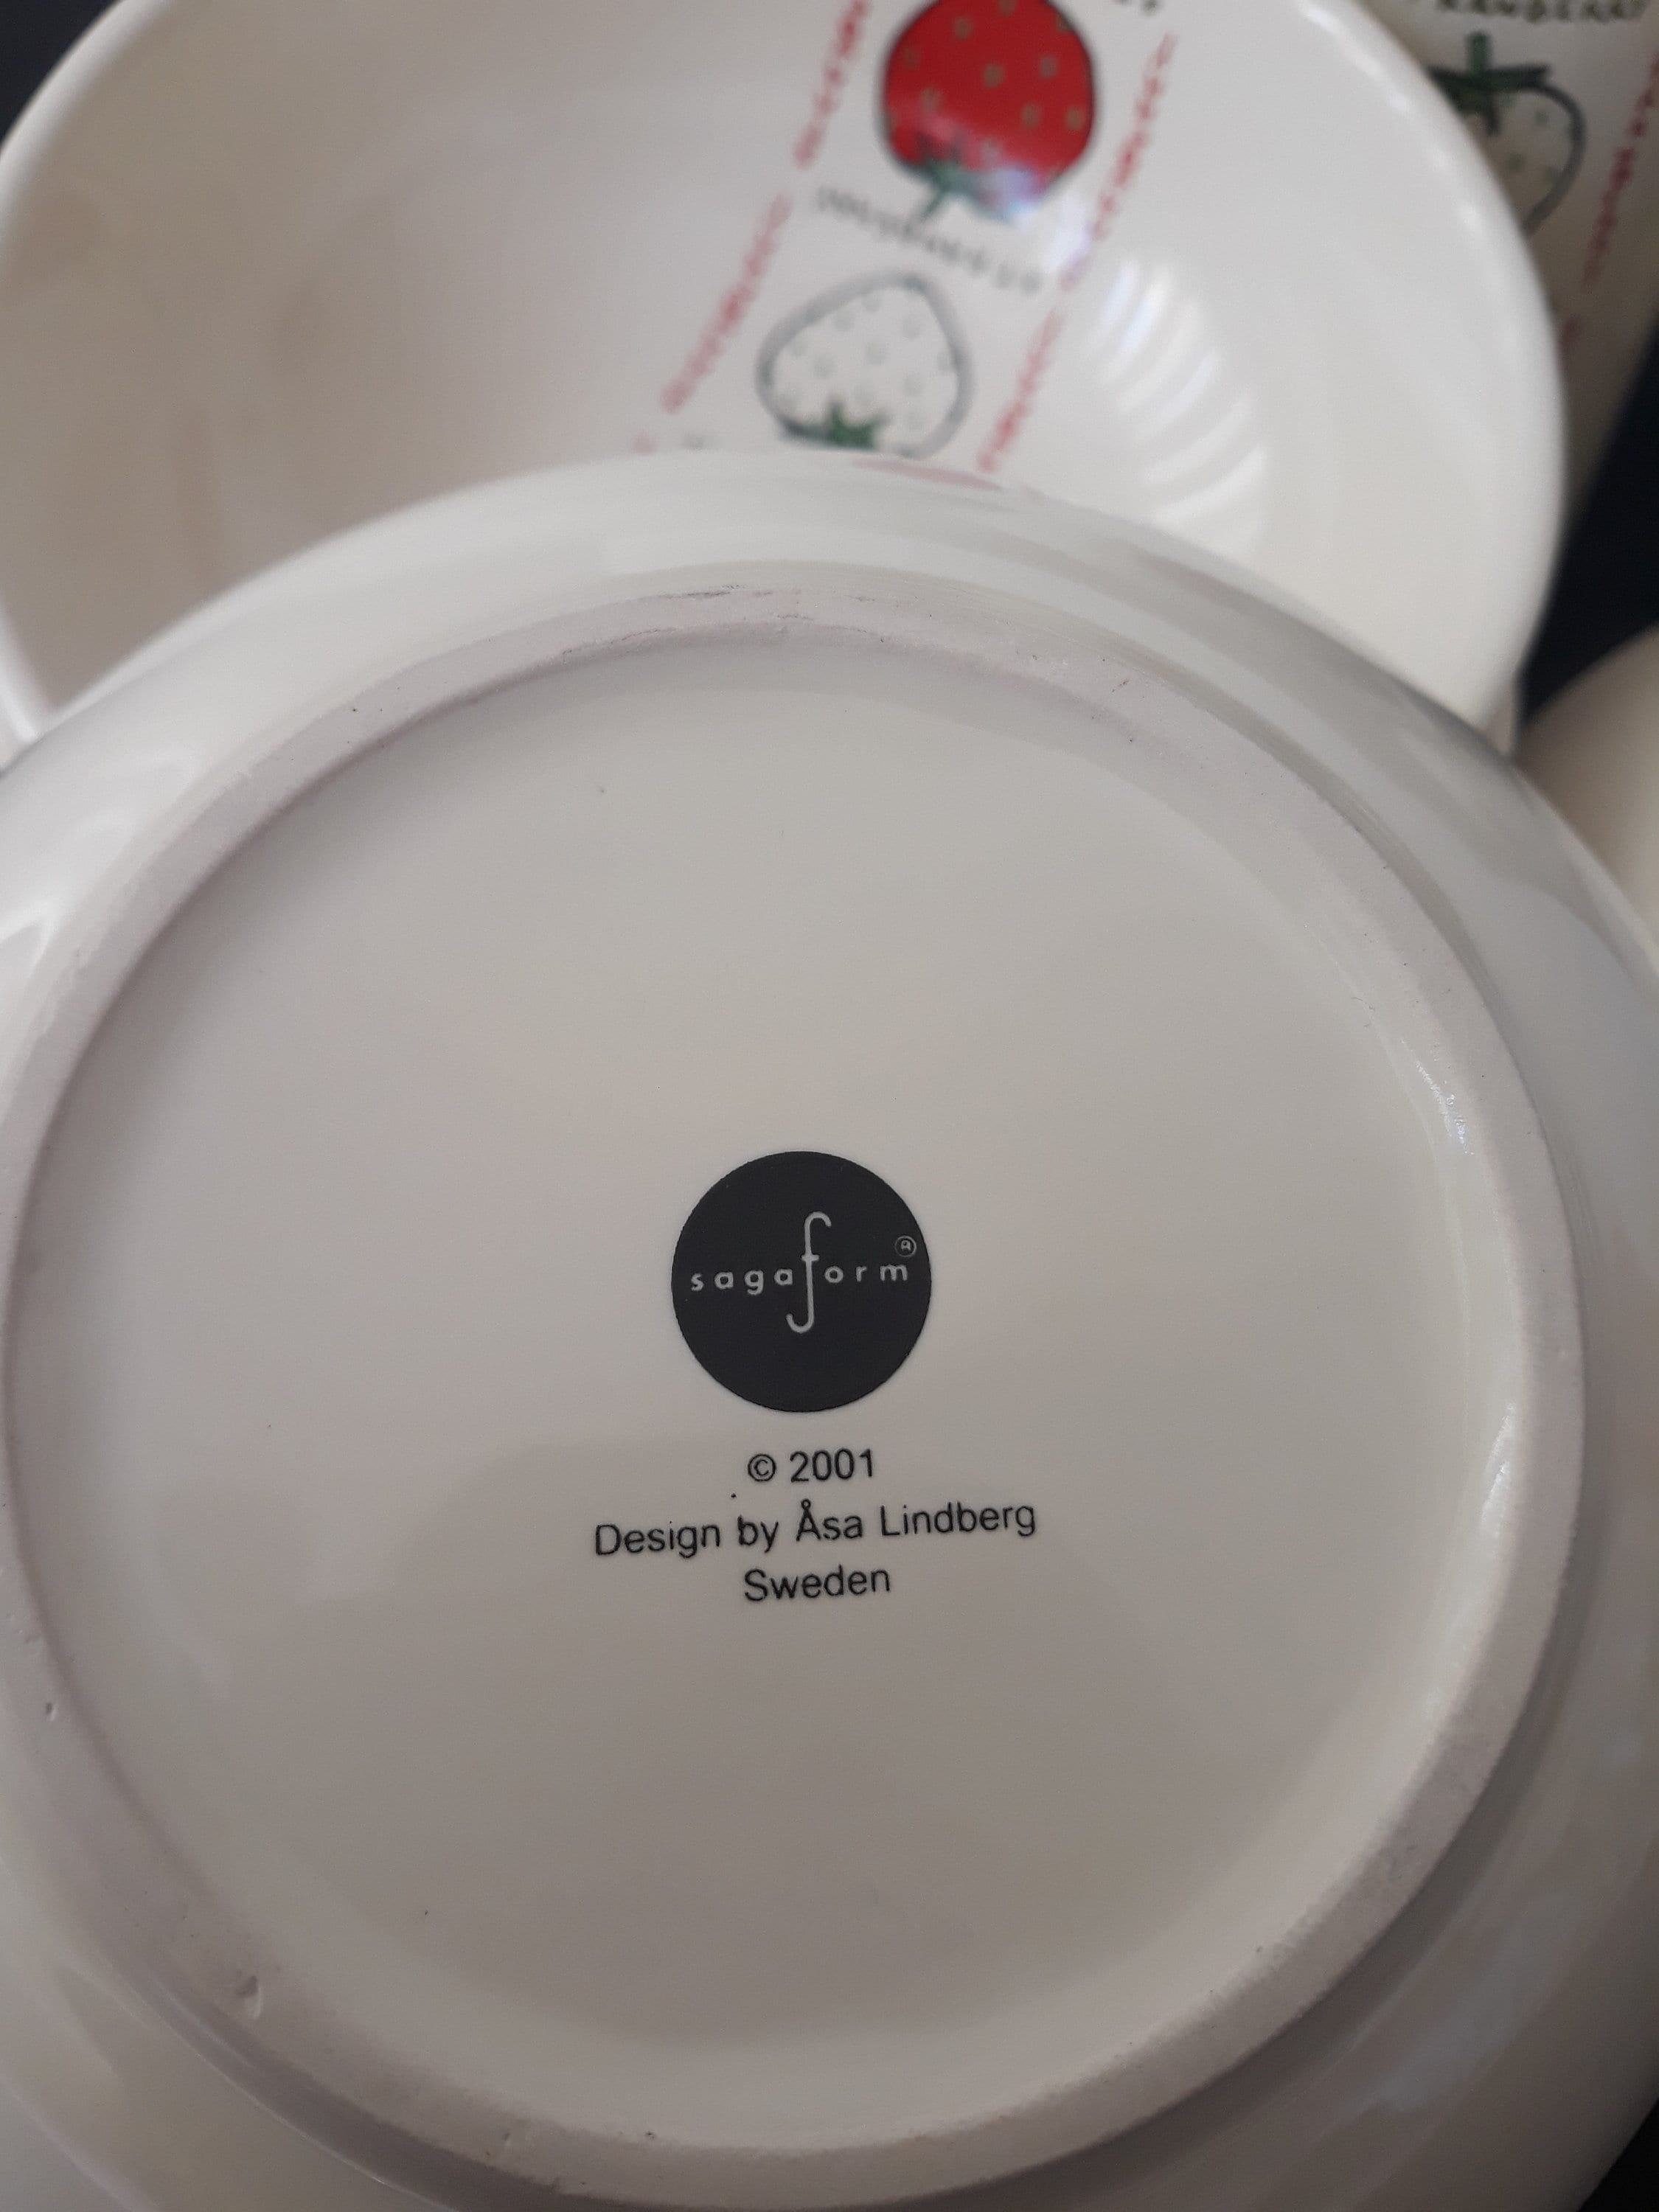 sagaform®
© 2001
Design by Åsa Lindberg
Sweden